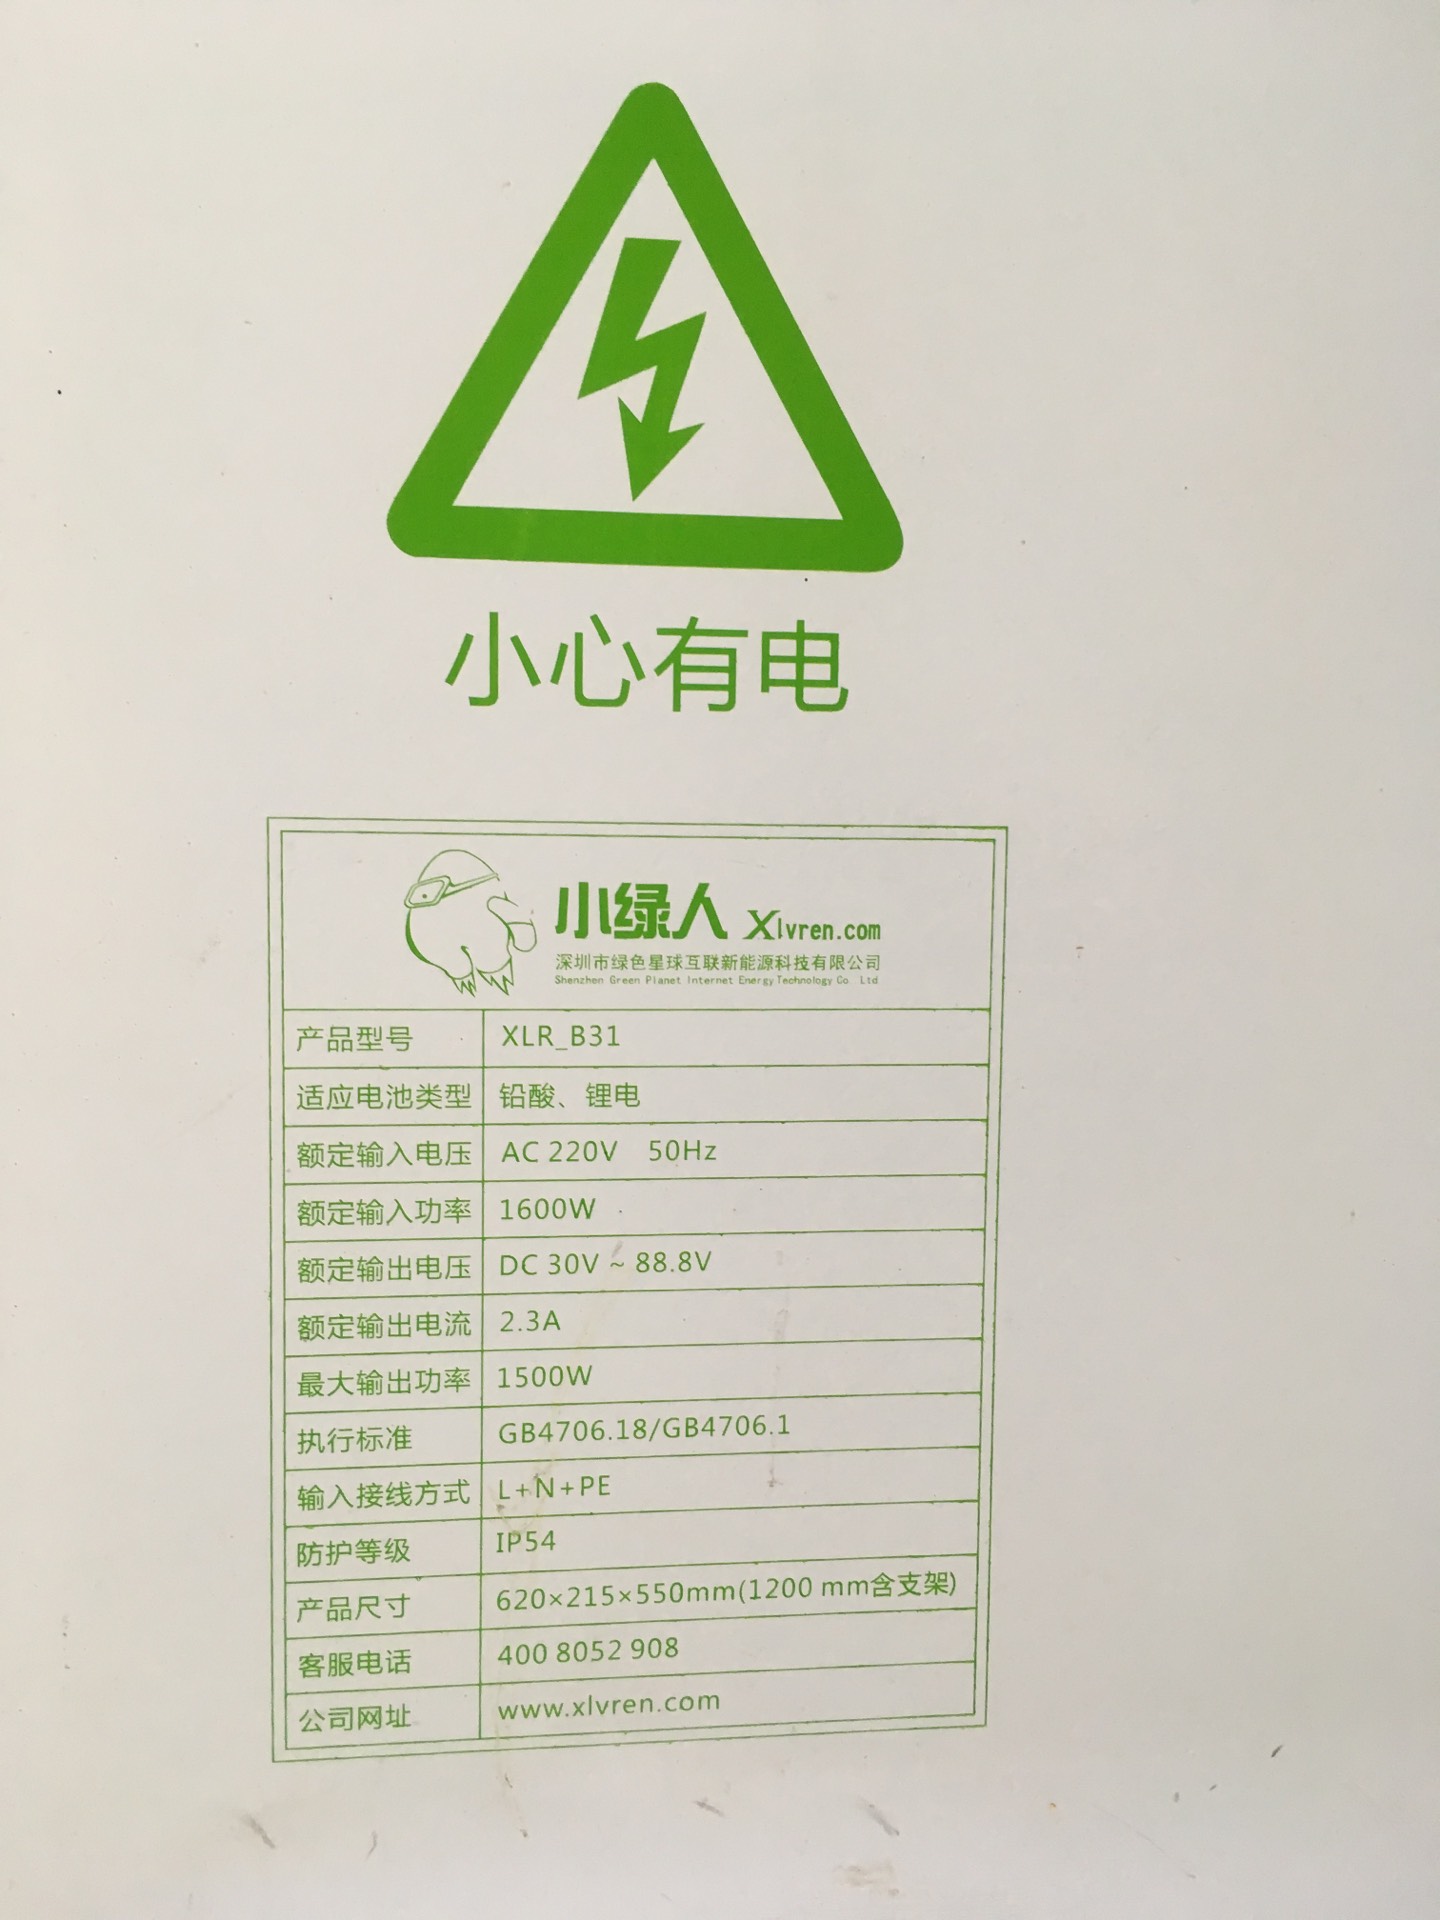 小心有电
小绿人 Xlvren.com
深圳市绿色星球互联新能源科技有限公司
Shenzhen Green Planet Internet Energy Technology Co. Ltd
产品型号 XLR_B31
适应电池类型 铅酸、锂电
额定输入电压 AC 220V 50Hz
额定输入功率 1600W
额定输出电压 DC 30V ~ 88.8V
额定输出电流 2.3A
最大输出功率 1500W
执行标准 GB4706.18/GB4706.1
输入接线方式 L+N+PE
防护等级 IP54
产品尺寸 620×215×550mm(1200 mm含支架)
客服电话 400 8052 908
公司网址 www.xlvren.com